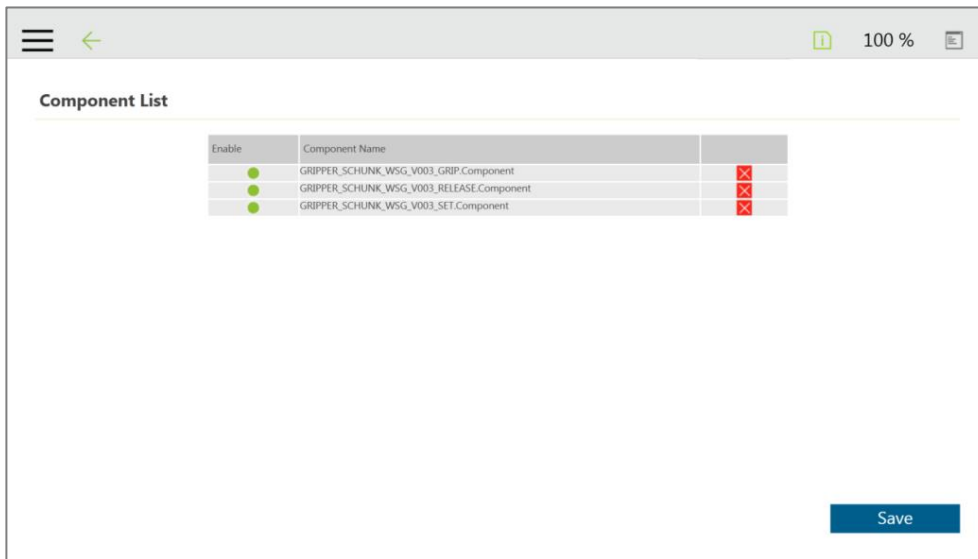 100 %
Component List
Enable Component Name
GRIPPER_SCHUNK_WSG_V003_GRIP.Component
GRIPPER_SCHUNK_WSG_V003_RELEASE.Component
GRIPPER_SCHUNK_WSG_V003_SET.Component
Save